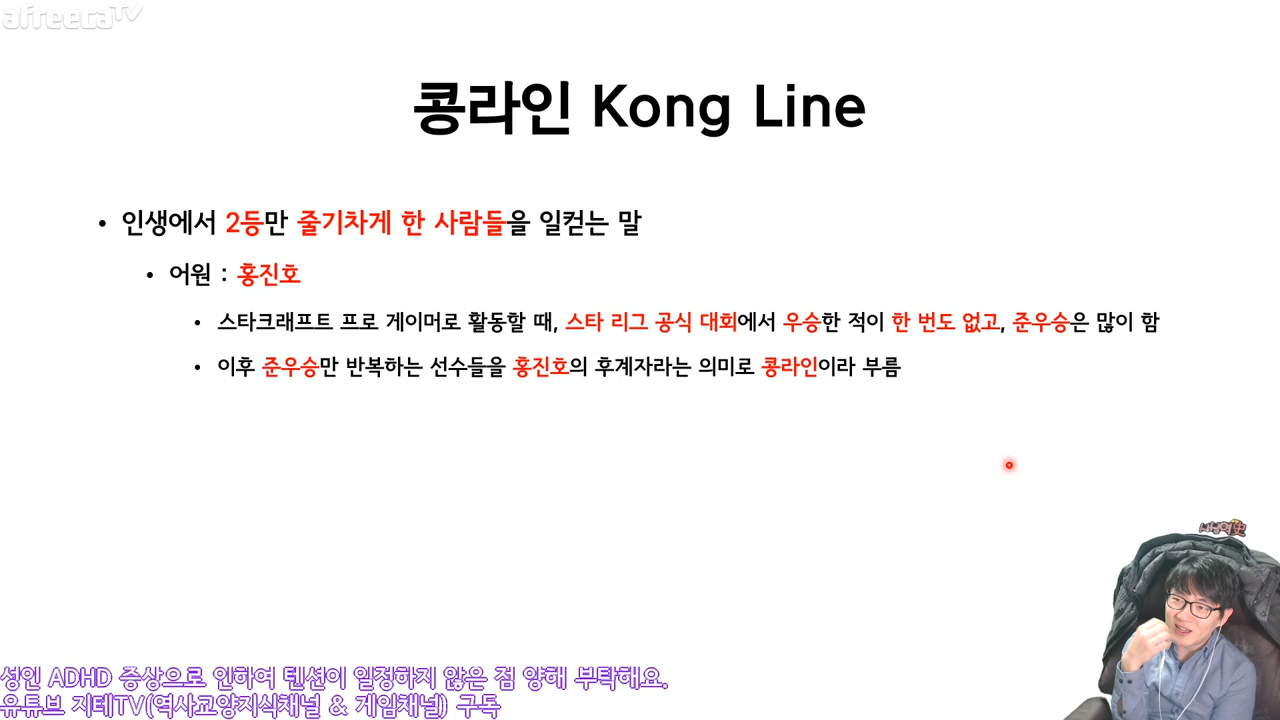 afreecaTV
콩라인 Kong Line
• 인생에서 2등만 줄기차게 한 사람들을 일컫는 말
• 어원 : 홍진호
• 스타크래프트 프로 게이머로 활동할 때, 스타 리그 공식 대회에서 우승한 적이 한 번도 없고, 준우승은 많이 함
• 이후 준우승만 반복하는 선수들을 홍진호의 후계자라는 의미로 콩라인이라 부름
성인 ADHD 증상으로 인하여 텐션이 일정하지 않은 점 양해 부탁해요.
유튜브 지테TV(역사교양지식채널 & 게임채널) 구독